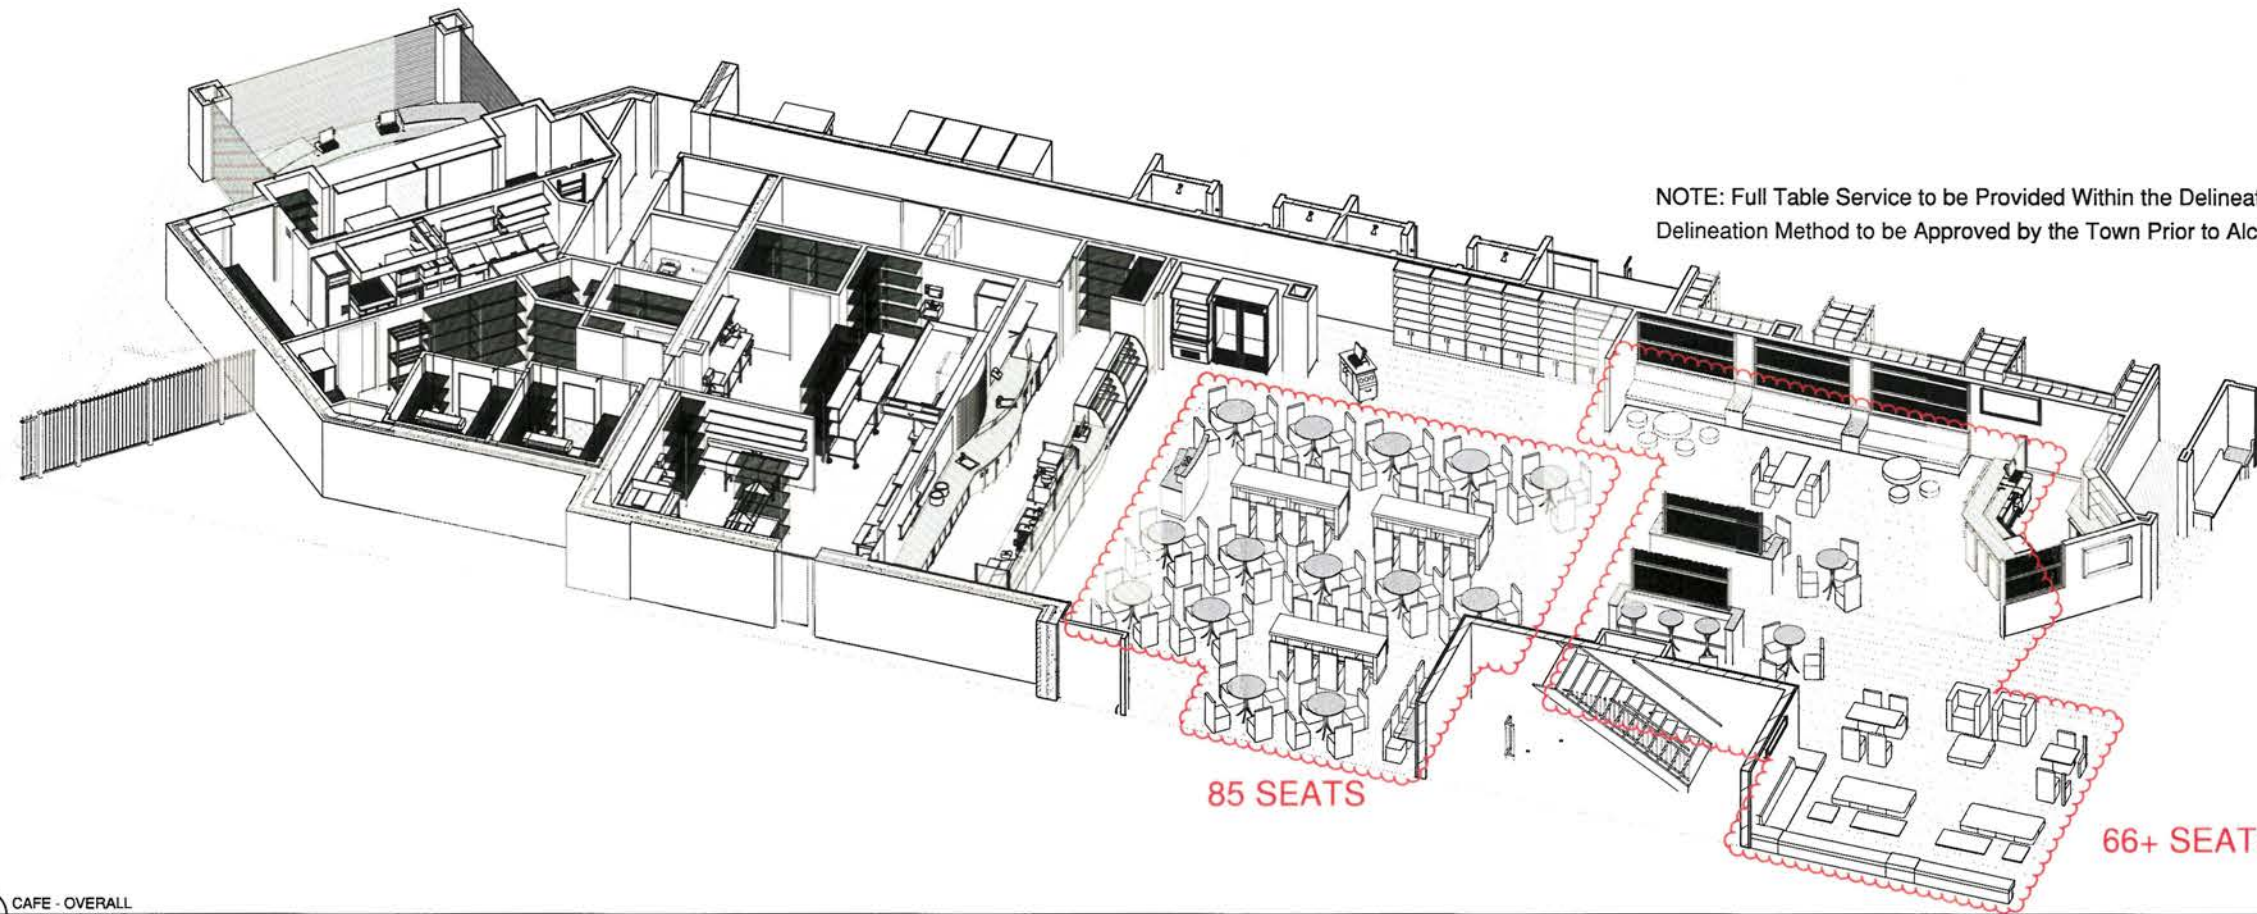 NOTE: Full Table Service to be Provided Within the
Delineation Method to be Approved by the Town Prior to
85 SEATS
66+
CAFE - OVERALL